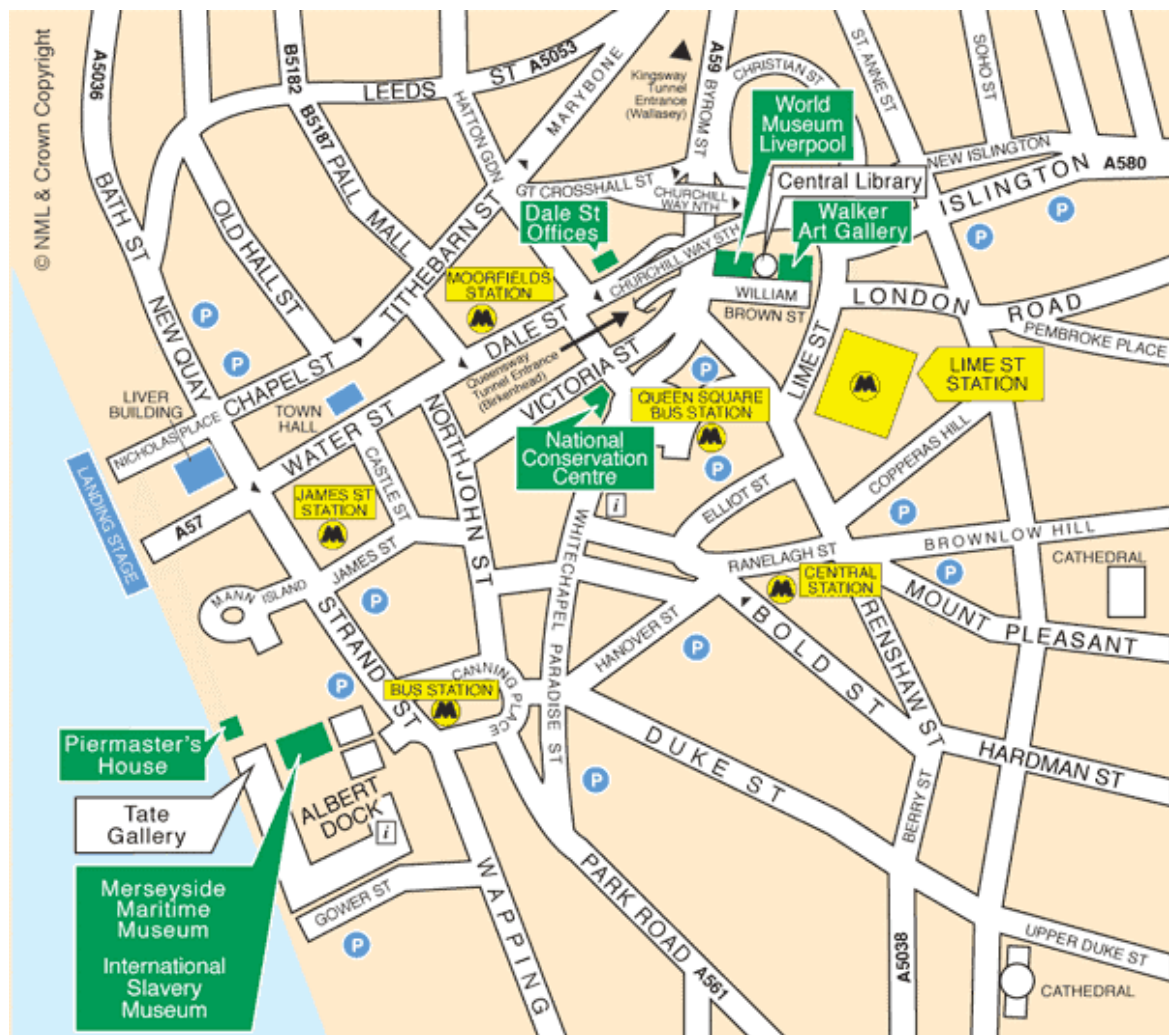 © NML & Crown Copyright
A5036
B5182
LEEDS ST A5053
B5187 PALL MALL
HATTON GDN
MARYBONE
Kingsway
Tunnel
Entrance
(Wallasey)
A59 BYROM ST
CHRISTIAN ST
ST. ANNE ST
SOHO ST
World
Museum
Liverpool
NEW ISLINGTON
A580
ISLINGTON
Central Library
Walker
Art Gallery
GT CROSSHALL ST
CHURCHILL
WAY NTH
CHURCHILL WAY STH
Dale St
Offices
BATH ST
OLD HALL ST
TITHEBARN ST
MOORFIELDS
STATION
M
WILLIAM
BROWN ST
LONDON ROAD
PEMBROKE PLACE
P
P
P
P
NEW QUAY
CHAPEL ST
DALE ST
Queensway
Tunnel Entrance
(Birkenhead)
VICTORIA ST
P
LIME ST
M
LIME ST
STATION
LIVER
BUILDING
TOWN
HALL
NICHOLAS PLACE
WATER ST
NORTH JOHN ST
QUEEN SQUARE
BUS STATION
M
P
National
Conservation
Centre
COPPERAS HILL
LANDING STAGE
A57
JAMES ST
STATION
M
CASTLE ST
i
ELLIOT ST
P
BROWNLOW HILL
MANN ISLAND
JAMES ST
P
WHITECHAPEL
RANELAGH ST
CENTRAL
STATION
M
P
CATHEDRAL
MOUNT PLEASANT
STRAND ST
PARADISE ST
HANOVER ST
P
BOLD ST
RENSHAW ST
P
BUS STATION
M
CANNING PLACE
Piermaster's
House
DUKE ST
HARDMAN ST
P
BERRY ST
Tate
Gallery
ALBERT
DOCK
i
Merseyside
Maritime
Museum
International
Slavery
Museum
GOWER ST
P
WAPPING
PARK ROAD A561
A5038
UPPER DUKE ST
CATHEDRAL